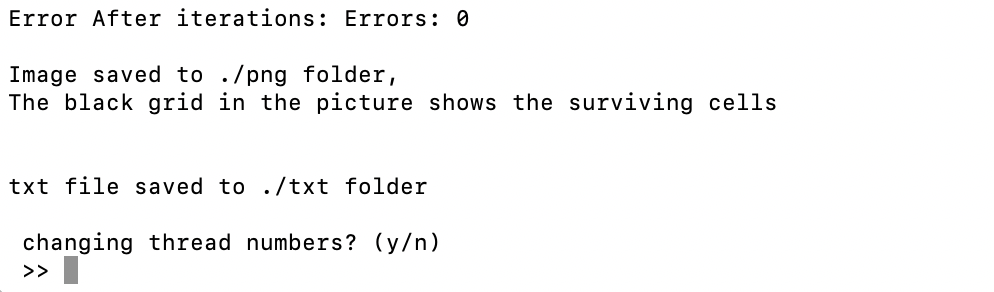 Error After iterations: Errors: 0
Image saved to ./png folder,
The black grid in the picture shows the surviving cells
txt file saved to ./txt folder
changing thread numbers? (y/n)
>>